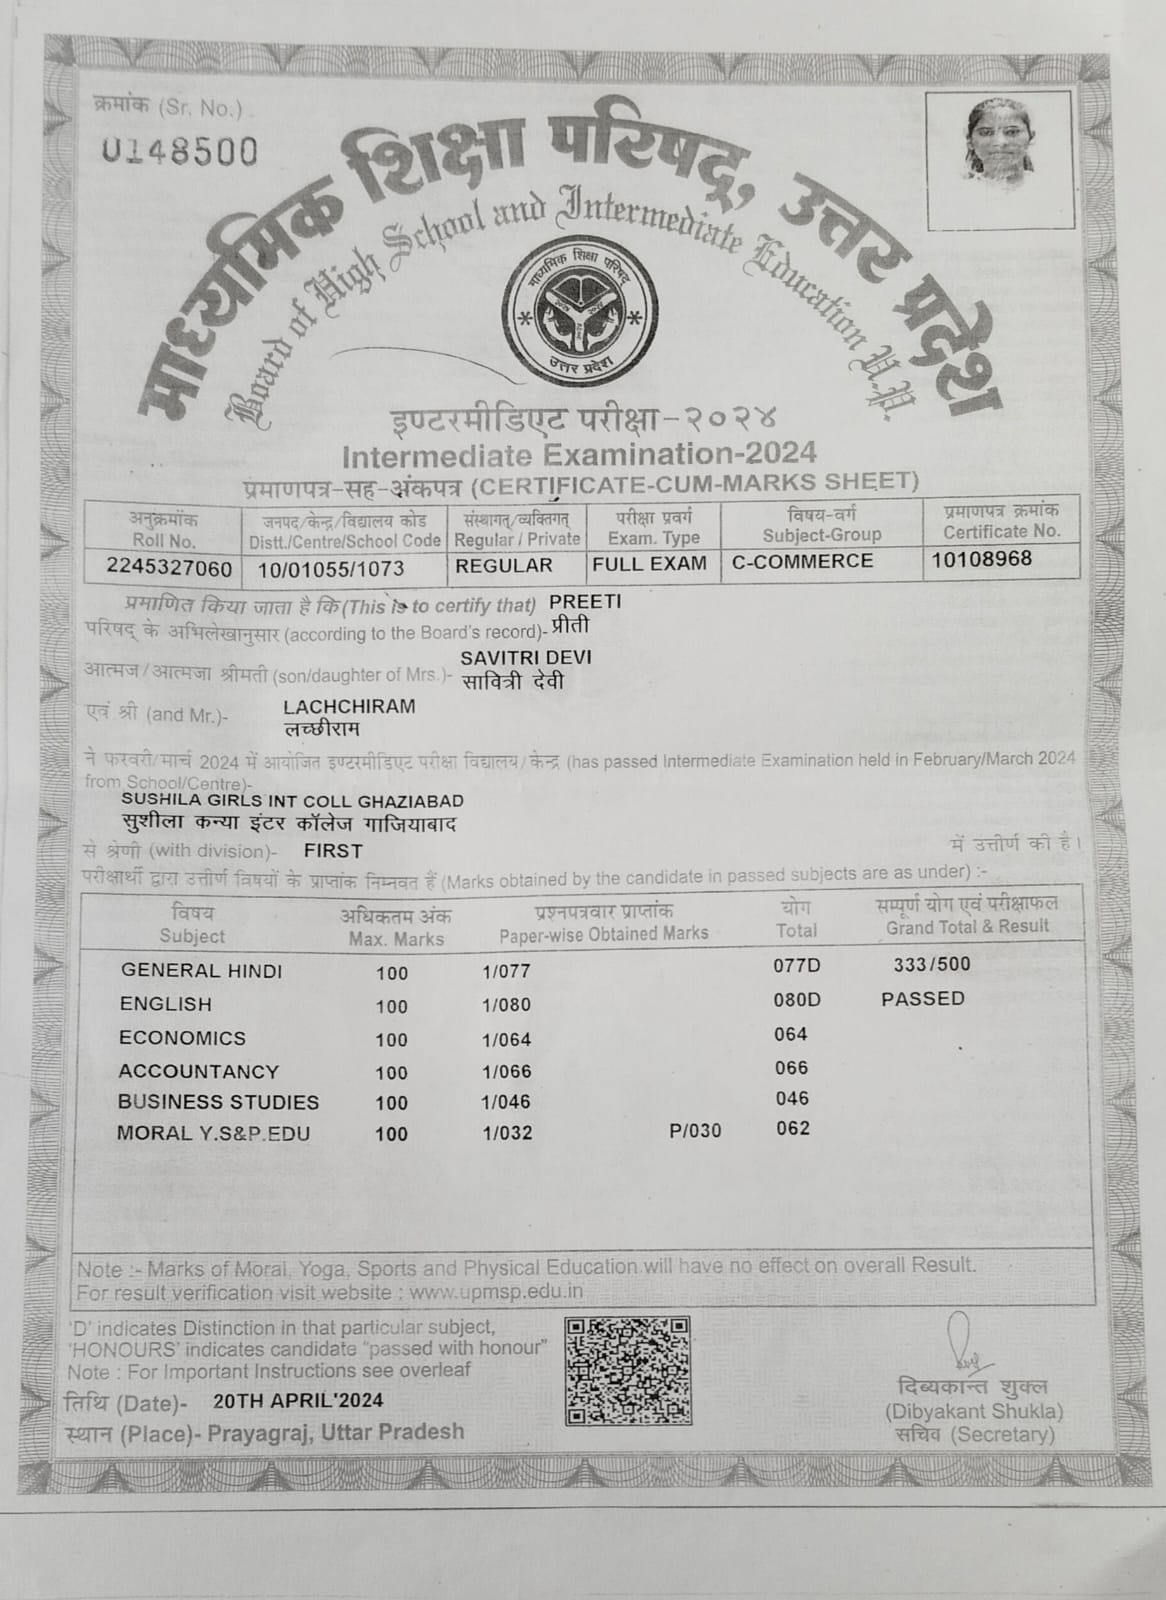 क्रमांक (Sr. No.)
0148500
माध्यमिक शिक्षा परिषद्, उत्तर प्रदेश
Board of High School and Intermediate Education U.P.
माध्यमिक शिक्षा परिषद्
उत्तर प्रदेश
इण्टरमीडिएट परीक्षा-२०२४
Intermediate Examination-2024
प्रमाणपत्र-सह-अंकपत्र (CERTIFICATE-CUM-MARKS SHEET)
अनुक्रमांक जनपद/केन्द्र/विद्यालय कोड संस्थागत्/व्यक्तिगत् परीक्षा प्रवर्ग विषय-वर्ग प्रमाणपत्र क्रमांक
Roll No. Distt./Centre/School Code Regular / Private Exam. Type Subject-Group Certificate No.
2245327060 10/01055/1073 REGULAR FULL EXAM C-COMMERCE 10108968
प्रमाणित किया जाता है कि (This is to certify that) PREETI
परिषद् के अभिलेखानुसार (according to the Board's record)- प्रीती
SAVITRI DEVI
आत्मज/आत्मजा श्रीमती (son/daughter of Mrs.)- सावित्री देवी
एवं श्री (and Mr.)- LACHCHIRAM
लच्छीराम
ने फरवरी/मार्च 2024 में आयोजित इण्टरमीडिएट परीक्षा विद्यालय/केन्द्र (has passed Intermediate Examination held in February/March 2024
from School/Centre)-
SUSHILA GIRLS INT COLL GHAZIABAD
सुशीला कन्या इंटर कॉलेज गाजियाबाद
से श्रेणी (with division)- FIRST में उत्तीर्ण की है।
परीक्षार्थी द्वारा उत्तीर्ण विषयों के प्राप्तांक निम्नवत हैं (Marks obtained by the candidate in passed subjects are as under) :-
विषय अधिकतम अंक प्रश्नपत्रवार प्राप्तांक योग सम्पूर्ण योग एवं परीक्षाफल
Subject Max. Marks Paper-wise Obtained Marks Total Grand Total & Result
GENERAL HINDI 100 1/077 077D 333/500
ENGLISH 100 1/080 080D PASSED
ECONOMICS 100 1/064 064
ACCOUNTANCY 100 1/066 066
BUSINESS STUDIES 100 1/046 046
MORAL Y.S&P.EDU 100 1/032 P/030 062
Note :- Marks of Moral, Yoga, Sports and Physical Education will have no effect on overall Result.
For result verification visit website : www.upmsp.edu.in
'D' indicates Distinction in that particular subject,
'HONOURS' indicates candidate "passed with honour"
Note : For Important Instructions see overleaf
तिथि (Date)- 20TH APRIL'2024
स्थान (Place)- Prayagraj, Uttar Pradesh
दिब्यकान्त शुक्ल
(Dibyakant Shukla)
सचिव (Secretary)